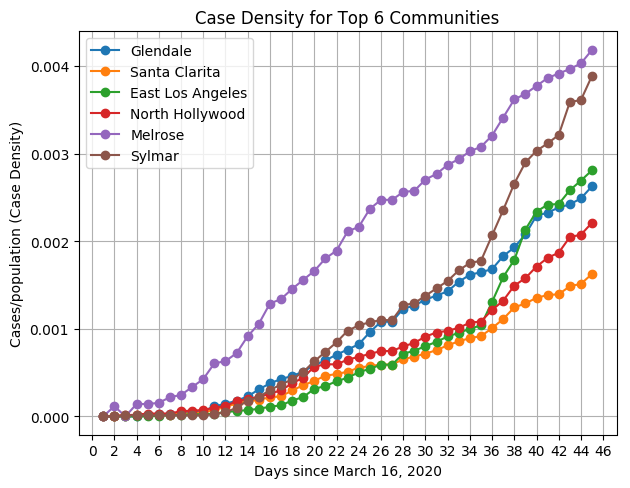 Case Density for Top 6 Communities
Glendale
Santa Clarita
East Los Angeles
North Hollywood
Melrose
Sylmar
Cases/population (Case Density)
0.004
0.003
0.002
0.001
0.000
0 2 4 6 8 10 12 14 16 18 20 22 24 26 28 30 32 34 36 38 40 42 44 46
Days since March 16, 2020